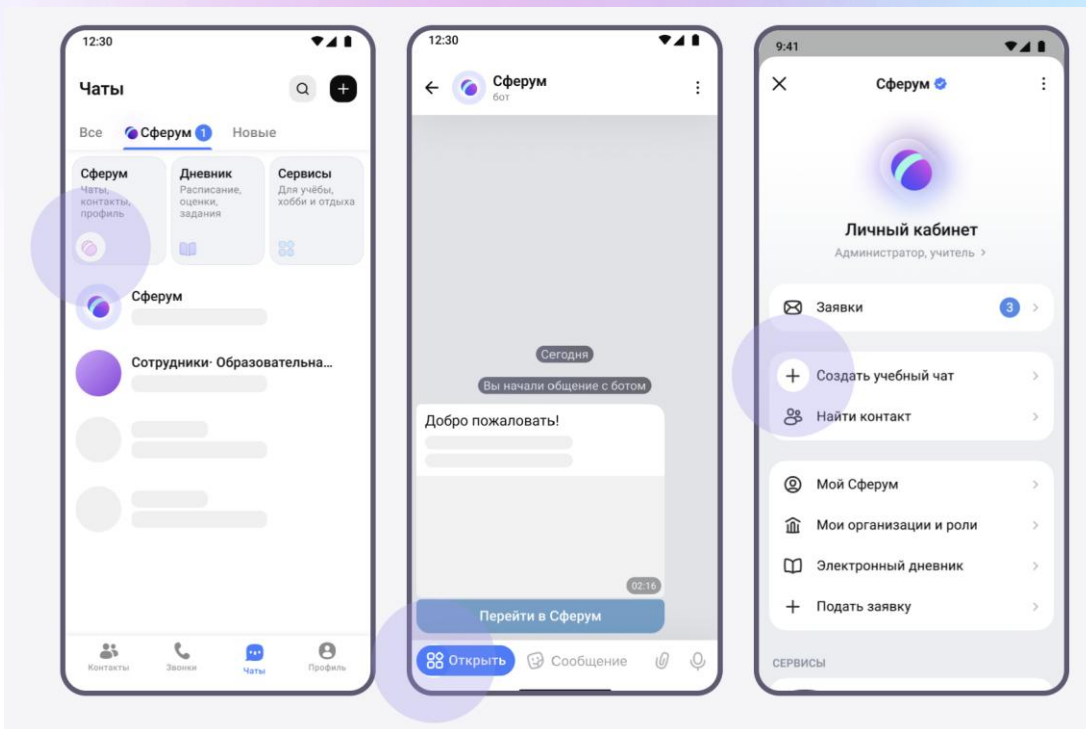 12:30
Чаты
Все Сферум 1 Новые
Сферум
Чаты,
контакты,
профиль
Дневник
Расписание,
оценки,
задания
Сервисы
Для учёбы,
хобби и отдыха
Сферум
Сотрудники· Образовательна...
Контакты Звонки Чаты Профиль
12:30
Сферум
бот
Сегодня
Вы начали общение с ботом
Добро пожаловать!
02:16
Перейти в Сферум
Открыть Сообщение
9:41
Сферум
Личный кабинет
Администратор, учитель >
Заявки 3
Создать учебный чат
Найти контакт
Мой Сферум
Мои организации и роли
Электронный дневник
Подать заявку
СЕРВИСЫ